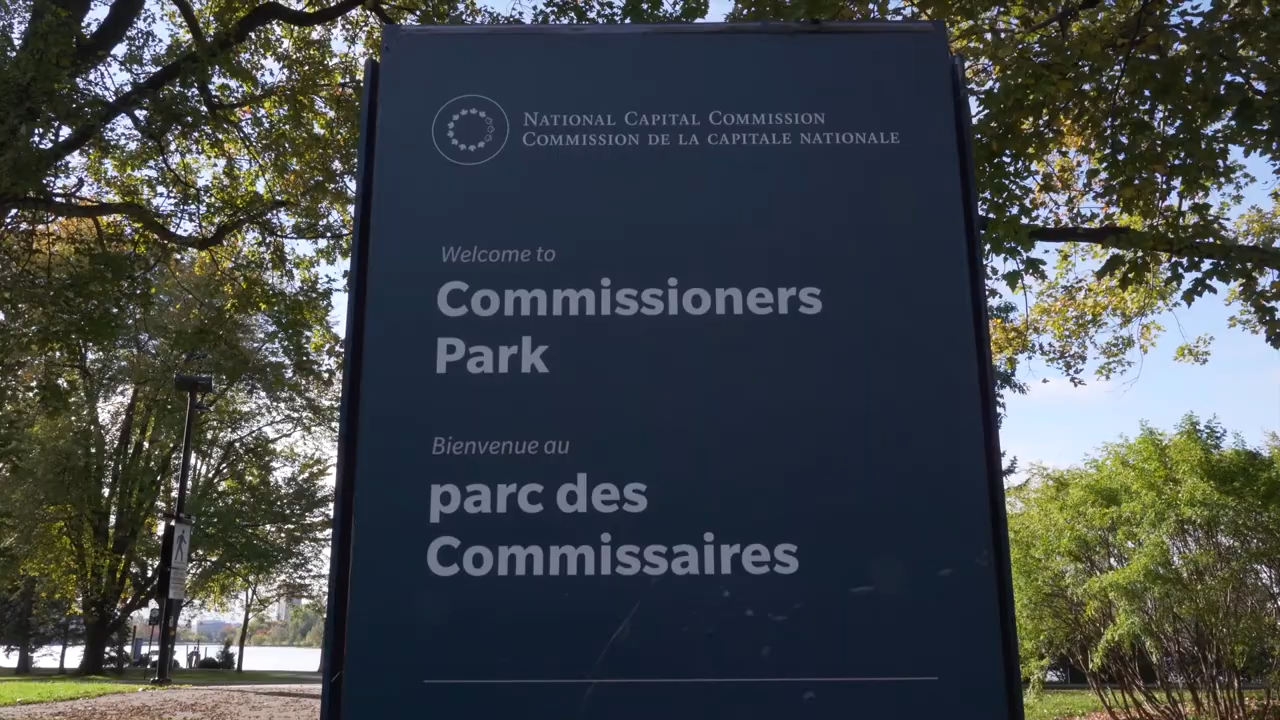 National Capital Commission
Commission de la capitale nationale
Welcome to
Commissioners
Park
Bienvenue au
parc des
Commissaires